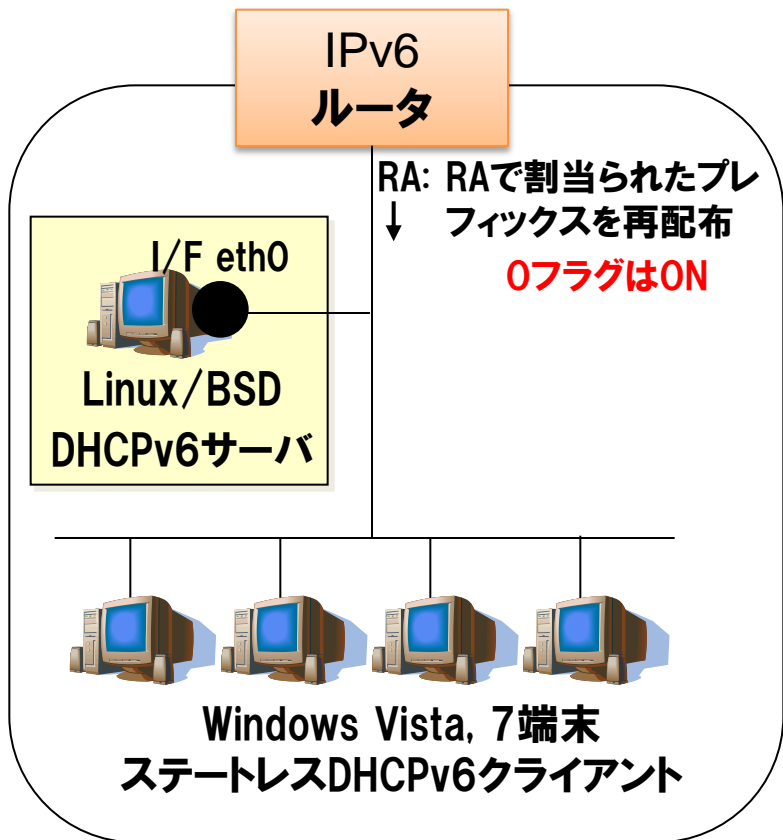 IPv6
ルータ
RA: RAで割当られたプレ
↓ フィックスを再配布
OフラグはON
I/F eth0
Linux/BSD
DHCPv6サーバ
Windows Vista, 7端末
ステートレスDHCPv6クライアント